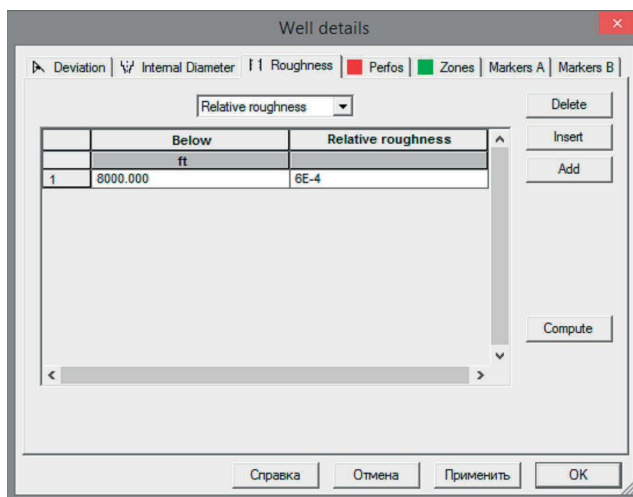 Well details
Deviation Internal Diameter Roughness Perfos Zones Markers A Markers B
Relative roughness
Delete
Insert
Add
Below Relative roughness
ft
1 8000.000 6E-4
Compute
Справка Отмена Применить OK